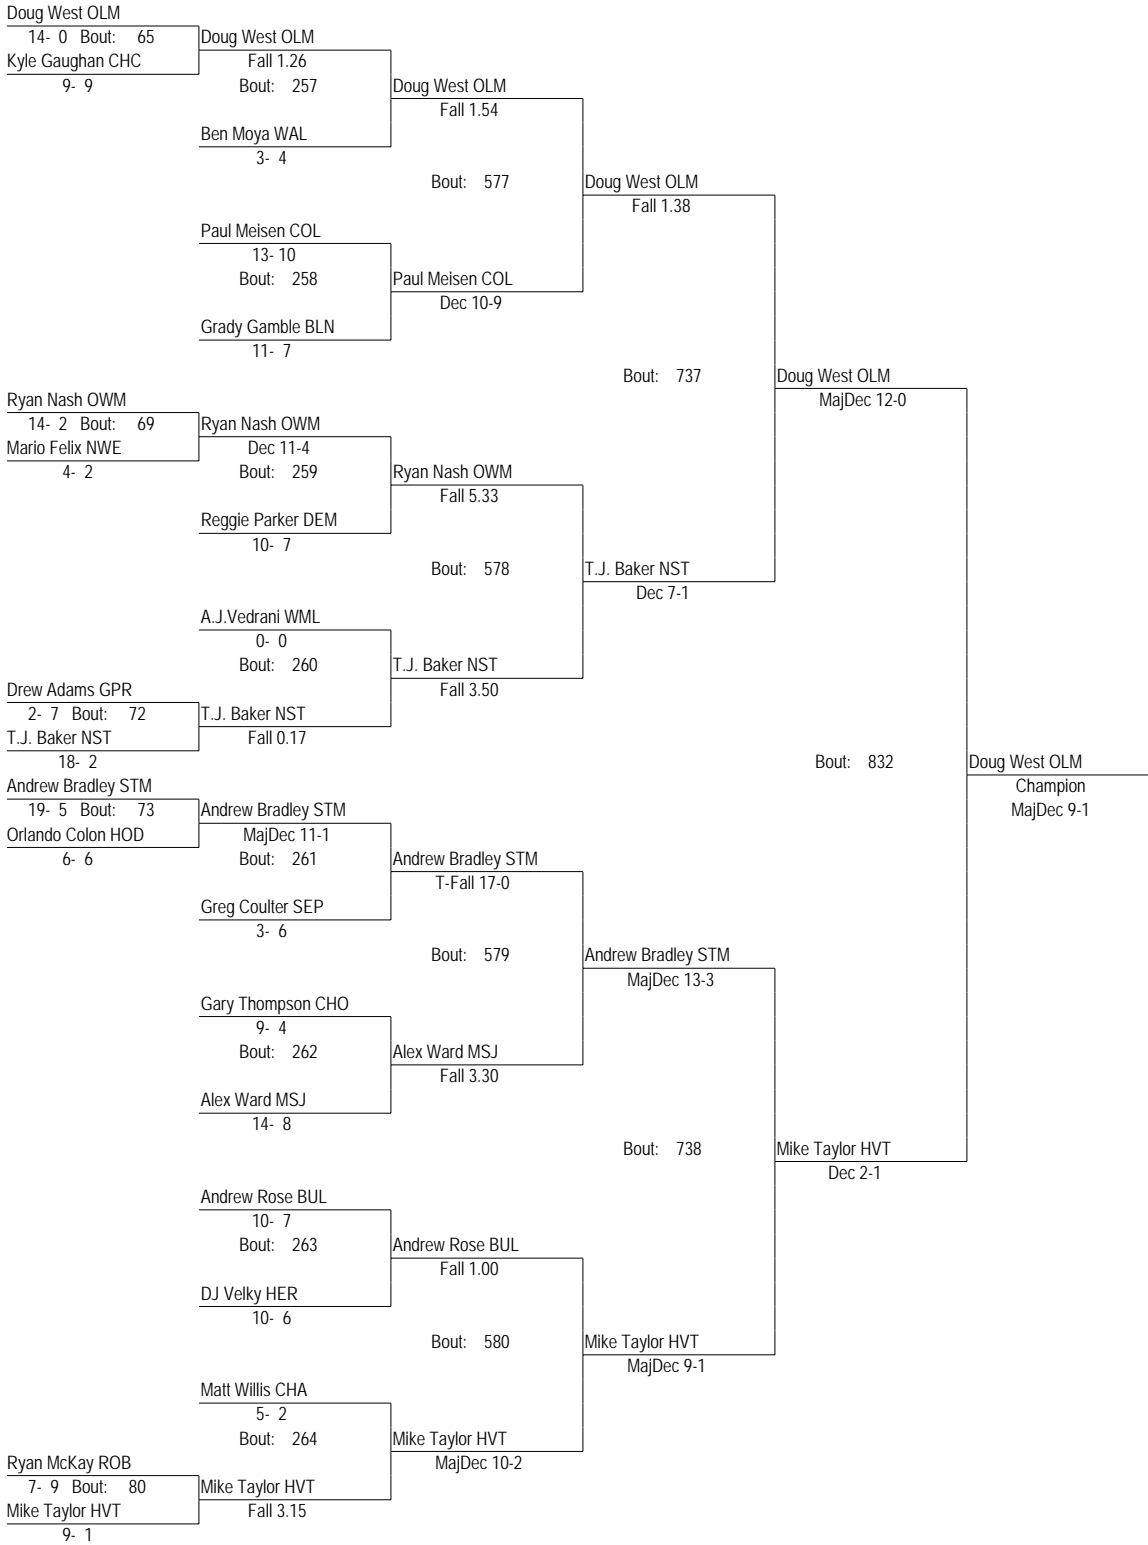 Doug West OLM
14- 0 Bout: 65
Doug West OLM
Kyle Gaughan CHC
Fall 1.26
9- 9
Bout: 257
Doug West OLM
Fall 1.54
Ben Moya WAL
3- 4
Bout: 577
Doug West OLM
Fall 1.38
Paul Meisen COL
13- 10
Bout: 258
Paul Meisen COL
Dec 10-9
Grady Gamble BLN
11- 7
Bout: 737
Doug West OLM
MajDec 12-0
Ryan Nash OWM
14- 2 Bout: 69
Ryan Nash OWM
Mario Felix NWE
Dec 11-4
4- 2
Bout: 259
Ryan Nash OWM
Fall 5.33
Reggie Parker DEM
10- 7
Bout: 578
T.J. Baker NST
Dec 7-1
A.J.Vedrani WML
0- 0
Bout: 260
T.J. Baker NST
Fall 3.50
Drew Adams GPR
2- 7 Bout: 72
T.J. Baker NST
T.J. Baker NST
Fall 0.17
18- 2
Bout: 832
Doug West OLM
Champion
MajDec 9-1
Andrew Bradley STM
19- 5 Bout: 73
Andrew Bradley STM
Orlando Colon HOD
MajDec 11-1
6- 6
Bout: 261
Andrew Bradley STM
T-Fall 17-0
Greg Coulter SEP
3- 6
Bout: 579
Andrew Bradley STM
MajDec 13-3
Gary Thompson CHO
9- 4
Bout: 262
Alex Ward MSJ
Fall 3.30
Alex Ward MSJ
14- 8
Bout: 738
Mike Taylor HVT
Dec 2-1
Andrew Rose BUL
10- 7
Bout: 263
Andrew Rose BUL
Fall 1.00
DJ Velky HER
10- 6
Bout: 580
Mike Taylor HVT
MajDec 9-1
Matt Willis CHA
5- 2
Bout: 264
Mike Taylor HVT
MajDec 10-2
Ryan McKay ROB
7- 9 Bout: 80
Mike Taylor HVT
Mike Taylor HVT
Fall 3.15
9- 1